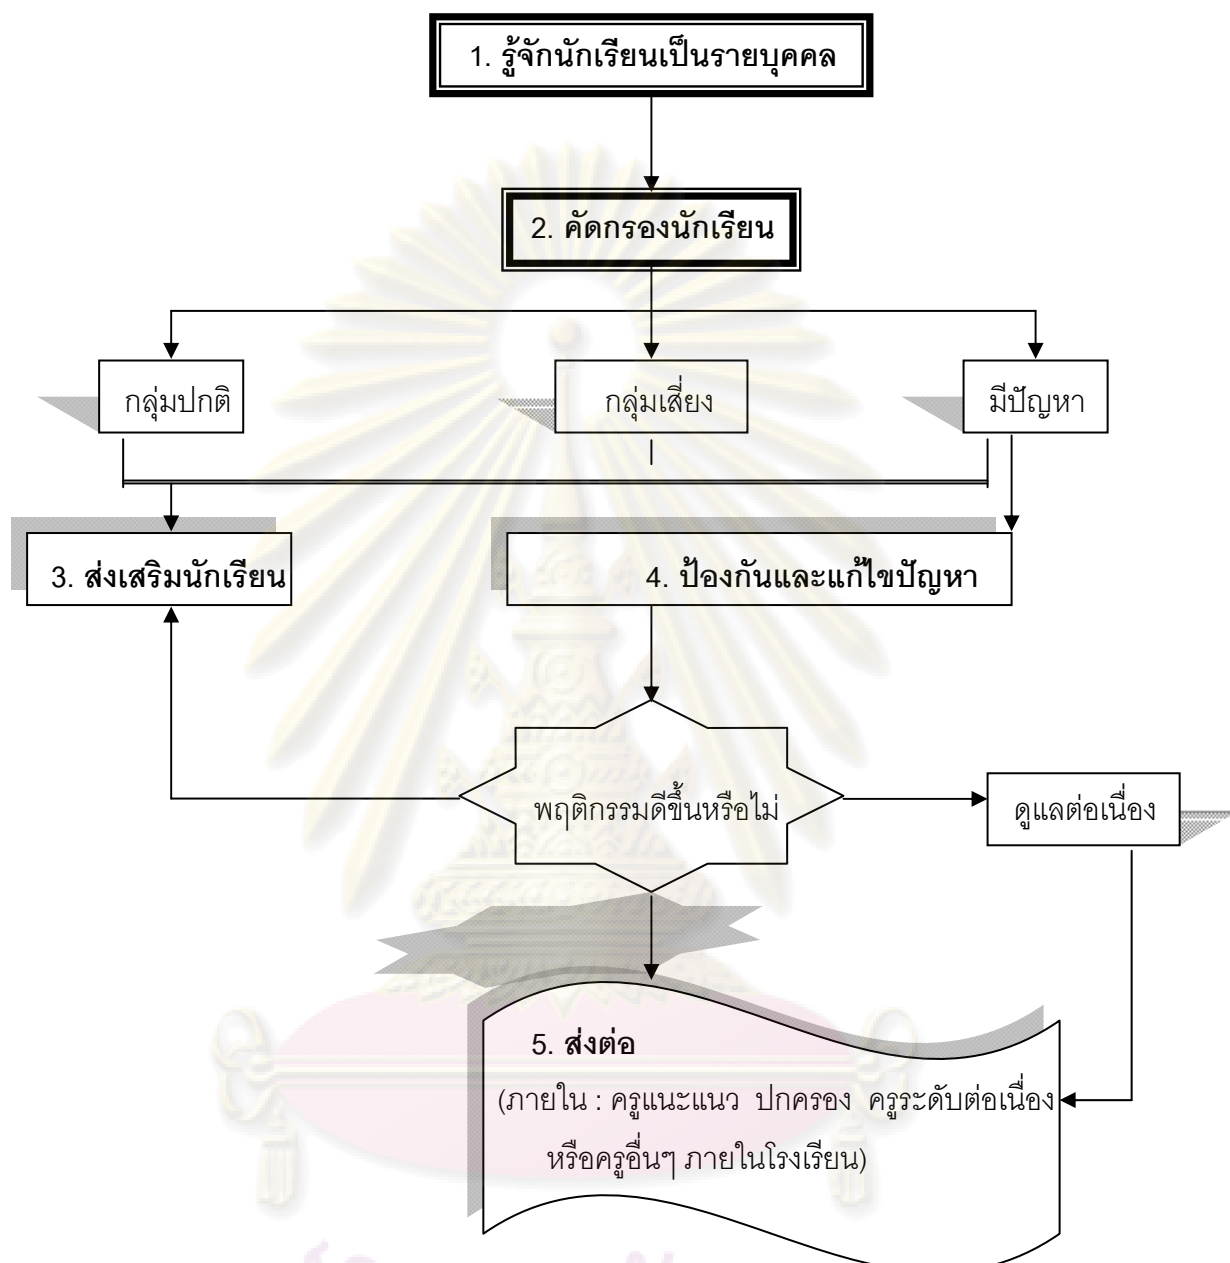 1. รู้จักนักเรียนเป็นรายบุคคล
2. คัดกรองนักเรียน
กลุ่มปกติ
กลุ่มเสี่ยง
มีปัญหา
3. ส่งเสริมนักเรียน
4. ป้องกันและแก้ไขปัญหา
พฤติกรรมดีขึ้นหรือไม่
ดูแลต่อเนื่อง
5. ส่งต่อ
(ภายใน : ครูแนะแนว ปกครอง ครูระดับต่อเนื่อง
หรือครูอื่นๆ ภายในโรงเรียน)